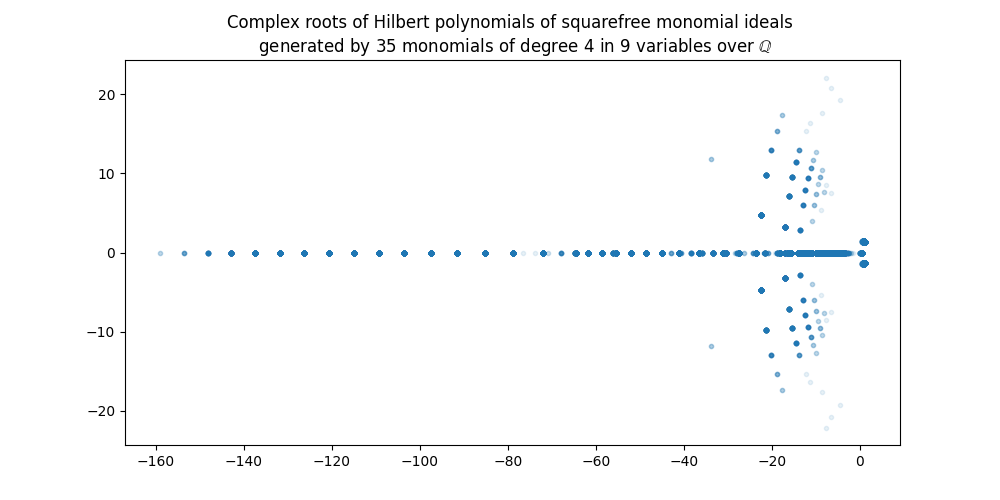 Complex roots of Hilbert polynomials of squarefree monomial ideals
generated by 35 monomials of degree 4 in 9 variables over ℚ
20
10
0
−10
−20
−160 −140 −120 −100 −80 −60 −40 −20 0